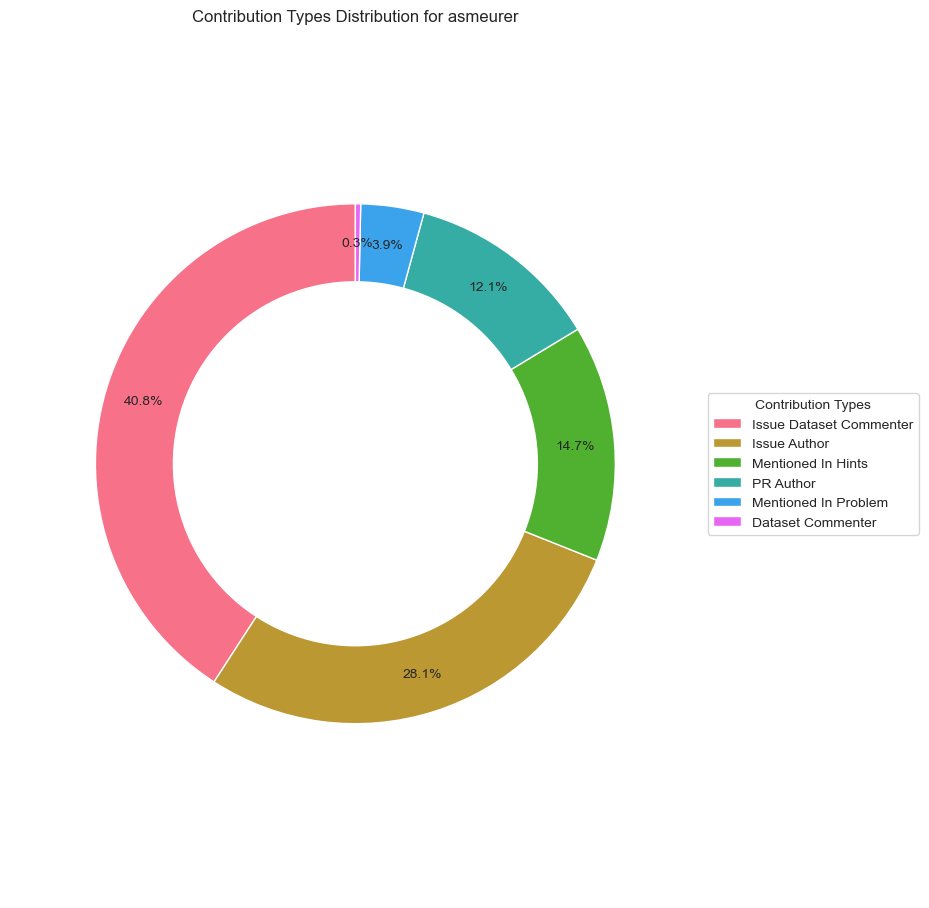 Contribution Types Distribution for asmeurer
0.3%
3.9%
12.1%
40.8%
14.7%
28.1%
Contribution Types
Issue Dataset Commenter
Issue Author
Mentioned In Hints
PR Author
Mentioned In Problem
Dataset Commenter